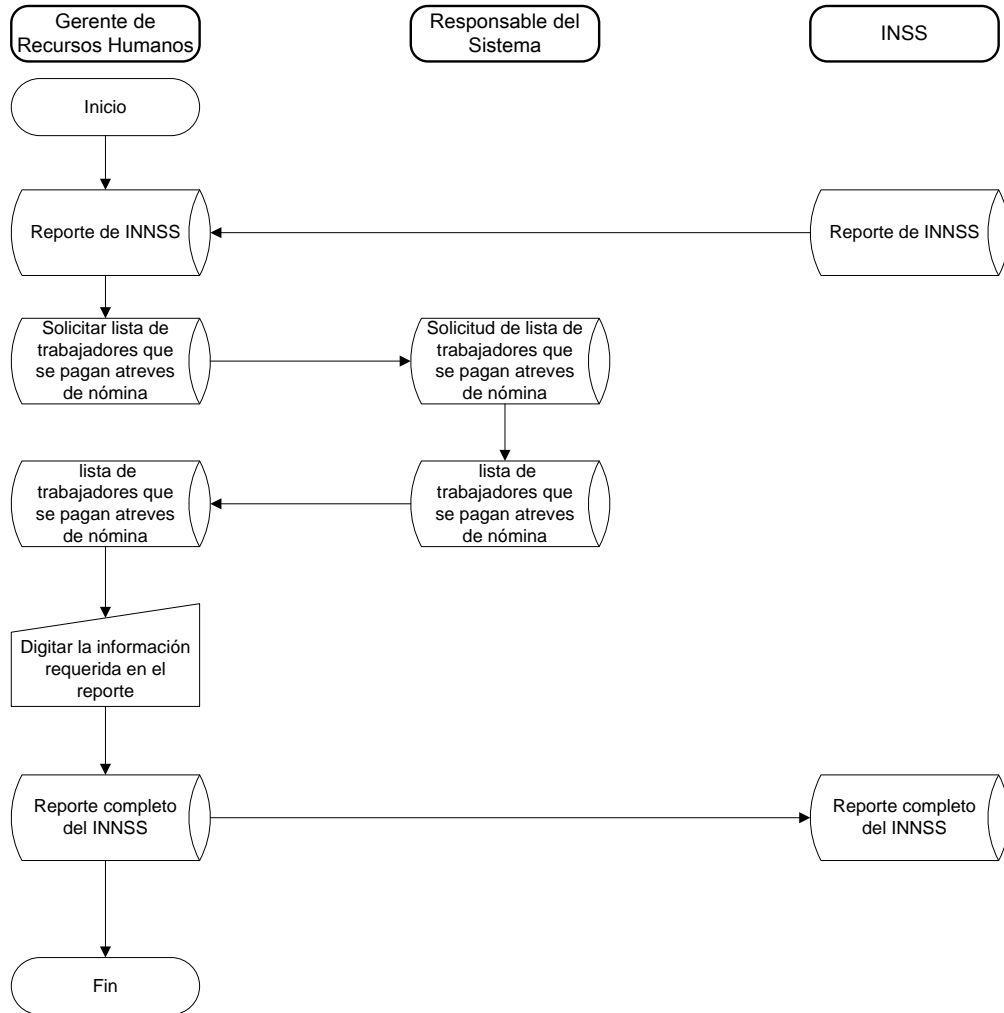 Gerente de
Recursos Humanos
Responsable del
Sistema
INSS
Inicio
Reporte de INNSS
Reporte de INNSS
Solicitar lista de
trabajadores que
se pagan atreves
de nómina
Solicitud de lista de
trabajadores que
se pagan atreves
de nómina
lista de
trabajadores que
se pagan atreves
de nómina
lista de
trabajadores que
se pagan atreves
de nómina
Digitar la información
requerida en el
reporte
Reporte completo
del INNSS
Reporte completo
del INNSS
Fin